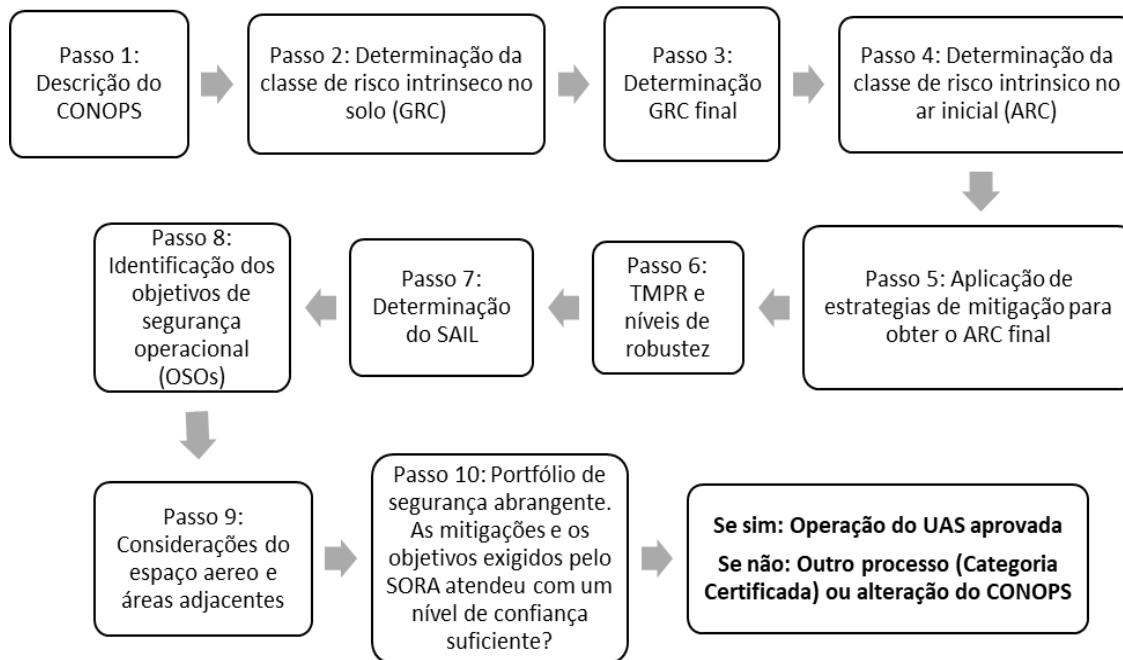 Passo 1:
Descrição do
CONOPS
Passo 2: Determinação da
classe de risco intrinseco no
solo (GRC)
Passo 3:
Determinação
GRC final
Passo 4: Determinação da
classe de risco intrinsico no
ar inicial (ARC)
Passo 5: Aplicação de
estrategias de mitigação para
obter o ARC final
Passo 6:
TMPR e
níveis de
robustez
Passo 7:
Determinação
do SAIL
Passo 8:
Identificação dos
objetivos de
segurança
operacional
(OSOs)
Passo 9:
Considerações do
espaço aereo e
áreas adjacentes
Passo 10: Portfólio de
segurança abrangente.
As mitigações e os
objetivos exigidos pelo
SORA atendeu com um
nível de confiança
suficiente?
Se sim: Operação do UAS aprovada
Se não: Outro processo (Categoria
Certificada) ou alteração do CONOPS